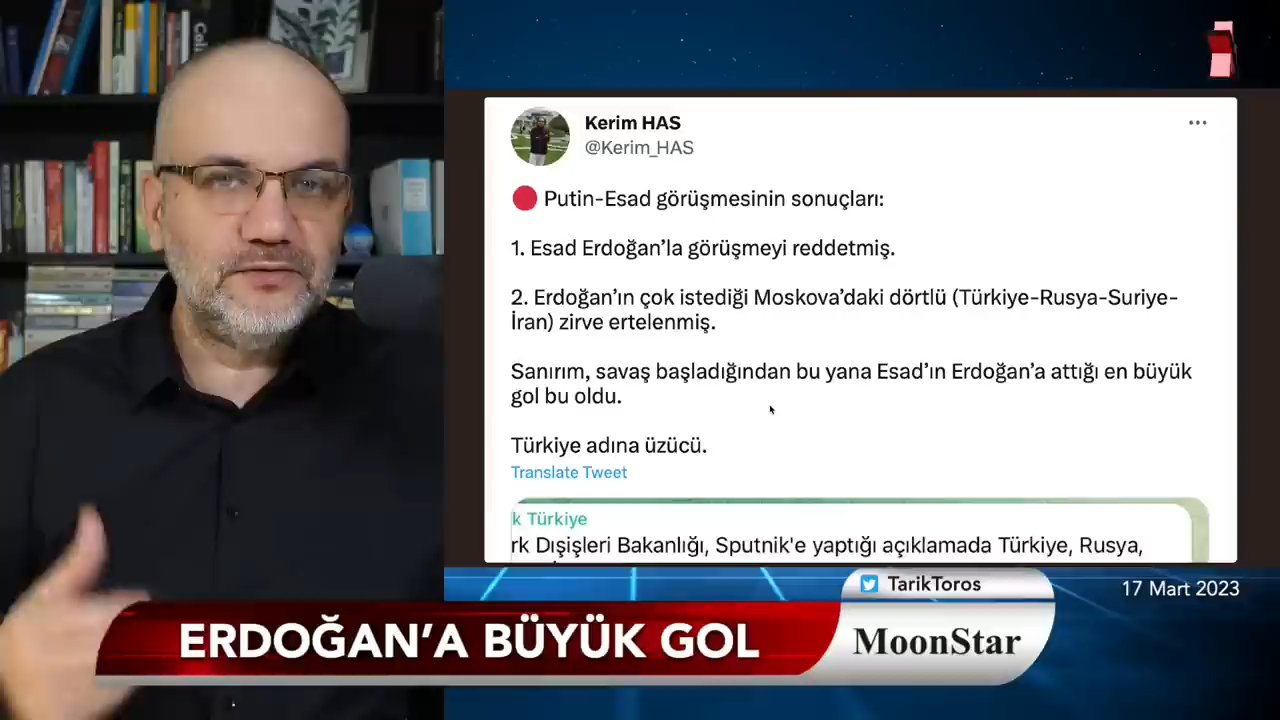 Kerim HAS
@Kerim_HAS
Putin-Esad görüşmesinin sonuçları:
1. Esad Erdoğan’la görüşmeyi reddetmiş.
2. Erdoğan’ın çok istediği Moskova’daki dörtlü (Türkiye-Rusya-Suriye-
İran) zirve ertelenmiş.
Sanırım, savaş başladığından bu yana Esad’ın Erdoğan’a attığı en büyük
gol bu oldu.
Türkiye adına üzücü.
Translate Tweet
k Türkiye
rk Dışişleri Bakanlığı, Sputnik'e yaptığı açıklamada Türkiye, Rusya,
TarikToros
17 Mart 2023
ERDOĞAN’A BÜYÜK GOL
MoonStar